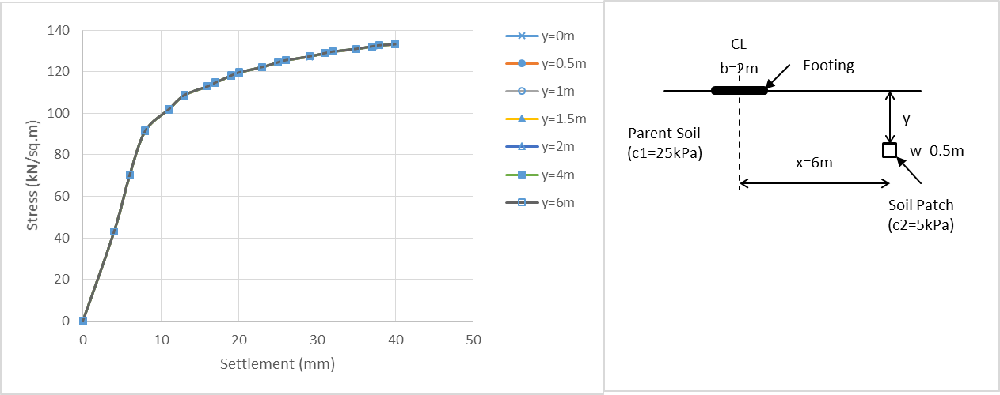 140
120
100
80
60
40
20
0
0 10 20 30 40 50
Stress (kN/sq.m)
Settlement (mm)
y=0m
y=0.5m
y=1m
y=1.5m
y=2m
y=4m
y=6m
CL
b=2m
Footing
y
Parent Soil
(c1=25kPa)
w=0.5m
x=6m
Soil Patch
(c2=5kPa)